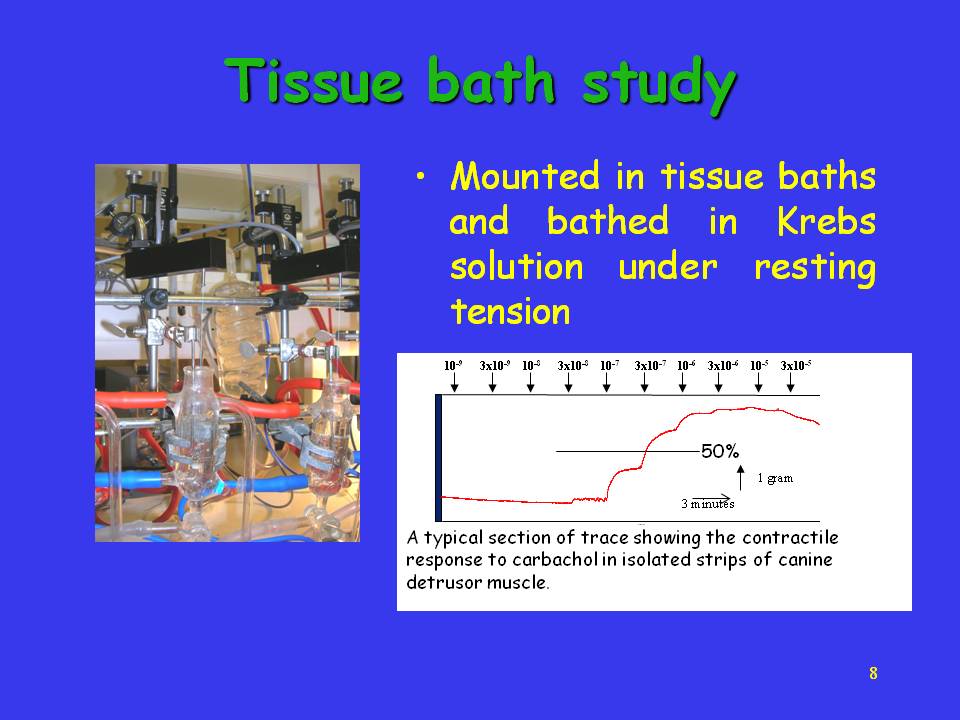 Tissue bath study
• Mounted in tissue baths
and bathed in Krebs
solution under resting
tension
10⁻⁹ 3x10⁻⁹ 10⁻⁸ 3x10⁻⁸ 10⁻⁷ 3x10⁻⁷ 10⁻⁶ 3x10⁻⁶ 10⁻⁵ 3x10⁻⁵
50%
1 gram
3 minutes
A typical section of trace showing the contractile
response to carbachol in isolated strips of canine
detrusor muscle.
8